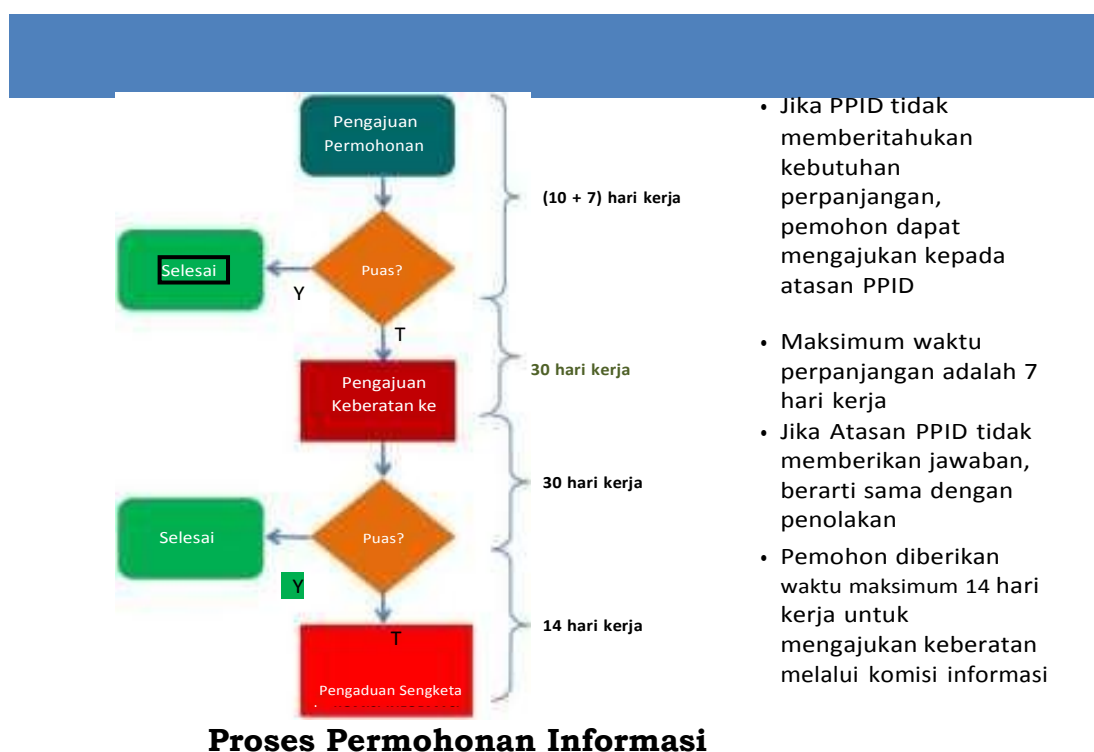 Pengajuan
Permohonan
(10 + 7) hari kerja
Selesai
Puas?
Y
T
30 hari kerja
Pengajuan
Keberatan ke
30 hari kerja
Selesai
Puas?
Y
14 hari kerja
T
Pengaduan Sengketa
• Jika PPID tidak
memberitahukan
kebutuhan
perpanjangan,
pemohon dapat
mengajukan kepada
atasan PPID
• Maksimum waktu
perpanjangan adalah 7
hari kerja
• Jika Atasan PPID tidak
memberikan jawaban,
berarti sama dengan
penolakan
• Pemohon diberikan
waktu maksimum 14 hari
kerja untuk
mengajukan keberatan
melalui komisi informasi
Proses Permohonan Informasi